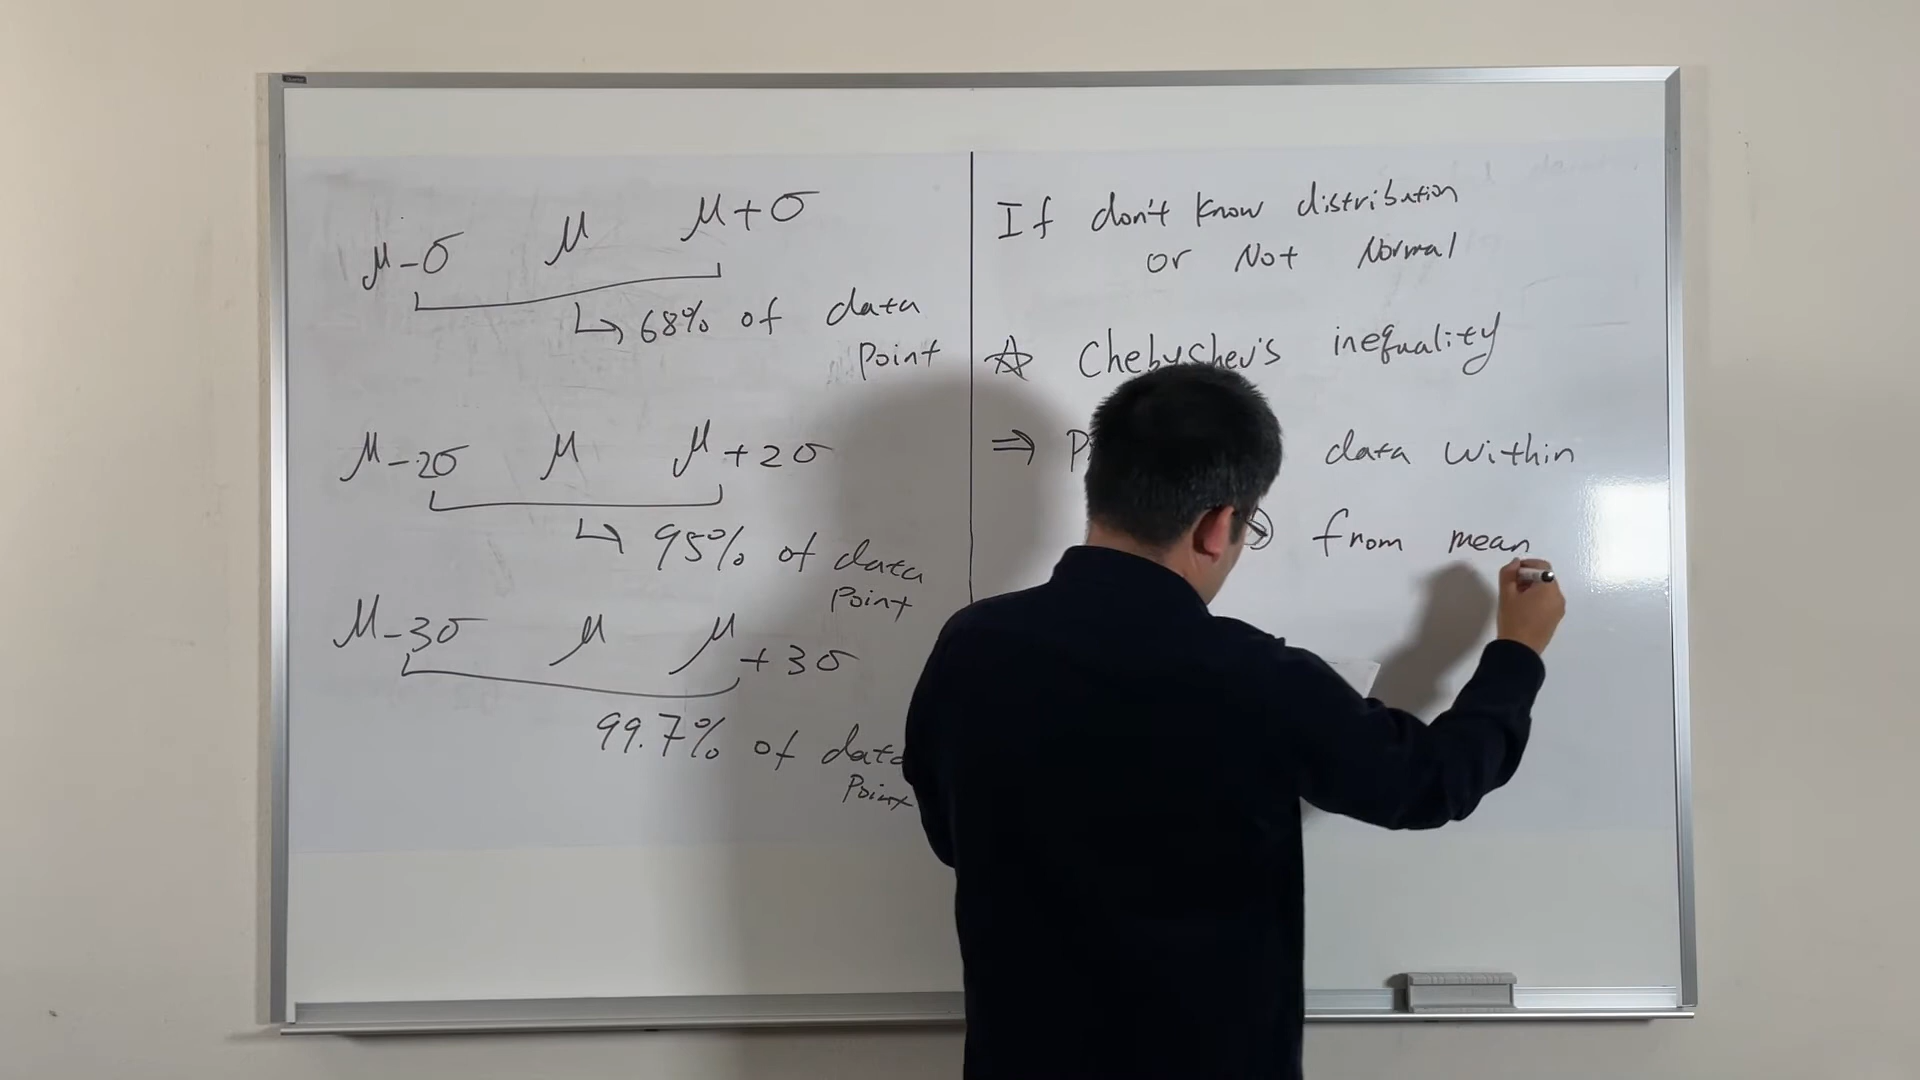 μ-σ μ μ+σ
↳ 68% of data
point
μ-2σ μ μ+2σ
↳ 95% of data
point
μ-3σ μ μ+3σ
99.7% of data
point
If don't know distribution
or Not Normal
☆ Chebyshev's inequality
⇒ data within
from mean